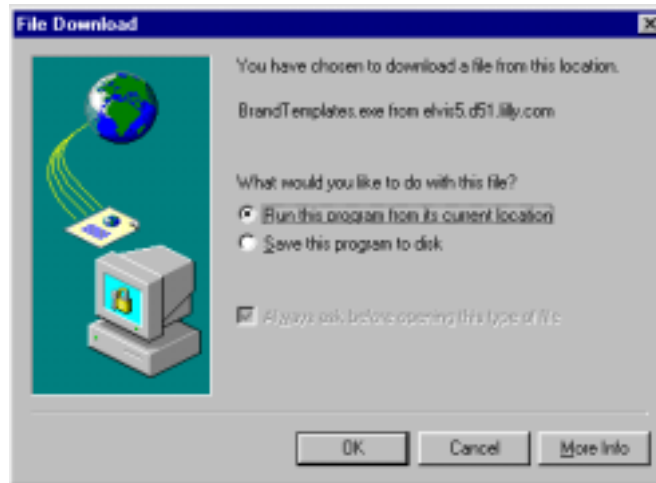 File Download
You have chosen to download a file from this location.
BrandTemplates.exe from elvis5.d51.lilly.com
What would you like to do with this file?
Run this program from its current location
Save this program to disk
Always ask before opening this type of file
OK
Cancel
More Info